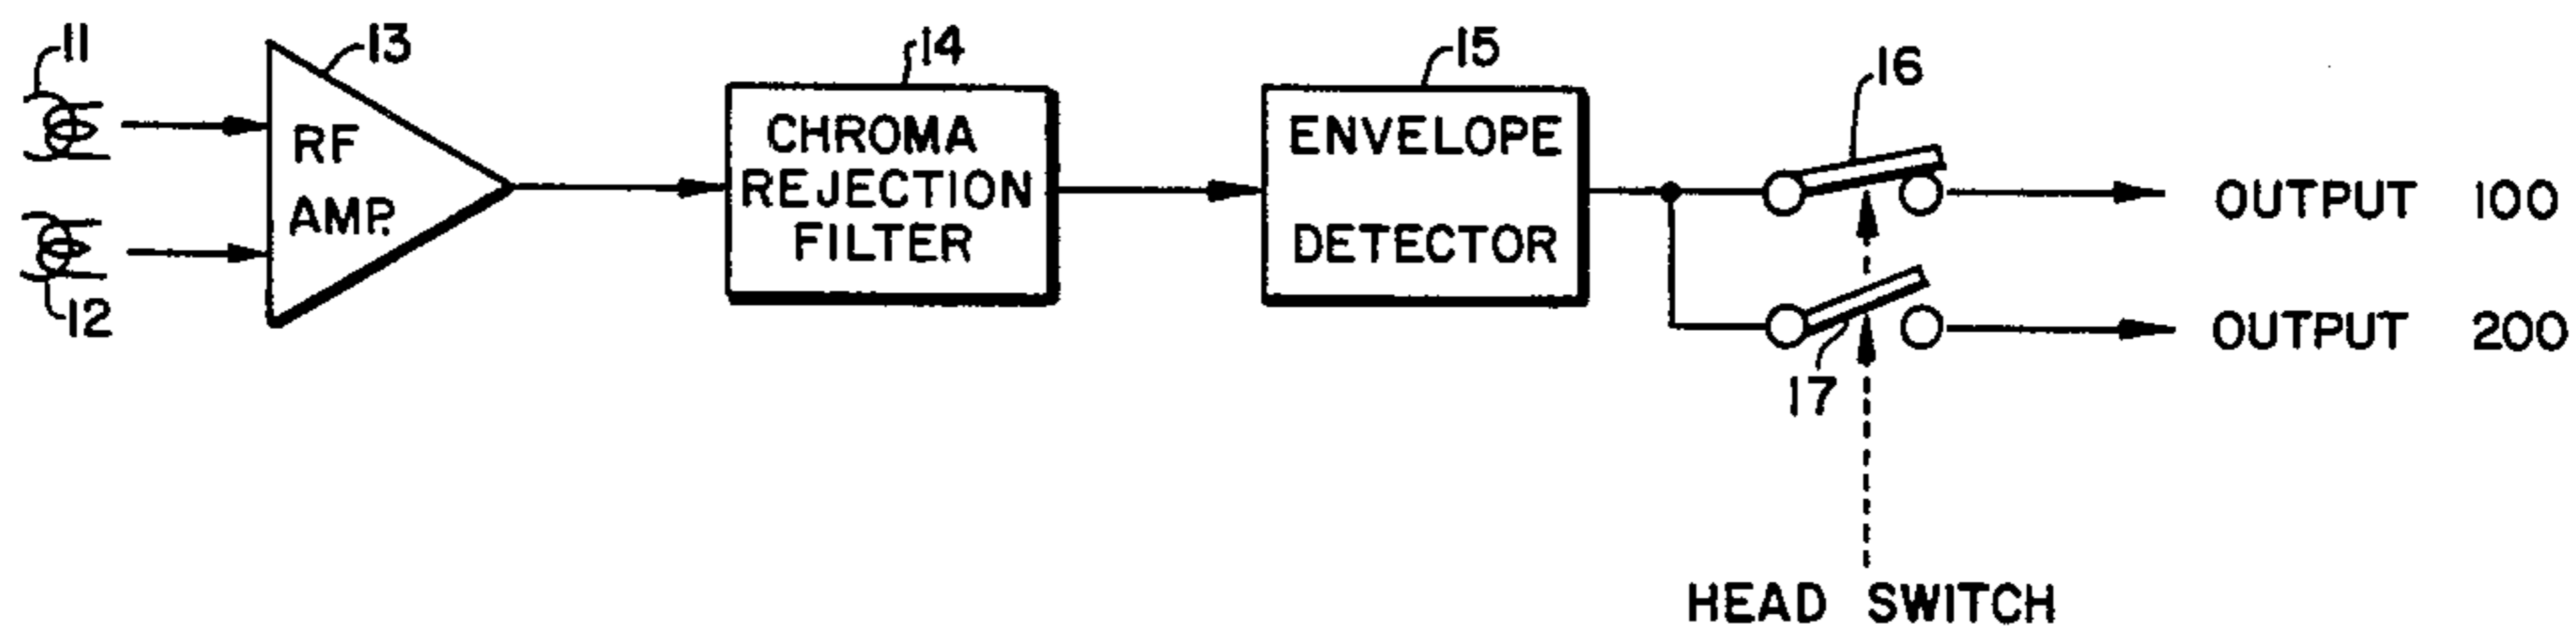 11
13
14
15
16
RF
AMP.
CHROMA
REJECTION
FILTER
ENVELOPE
DETECTOR
OUTPUT 100
12
17
OUTPUT 200
HEAD SWITCH